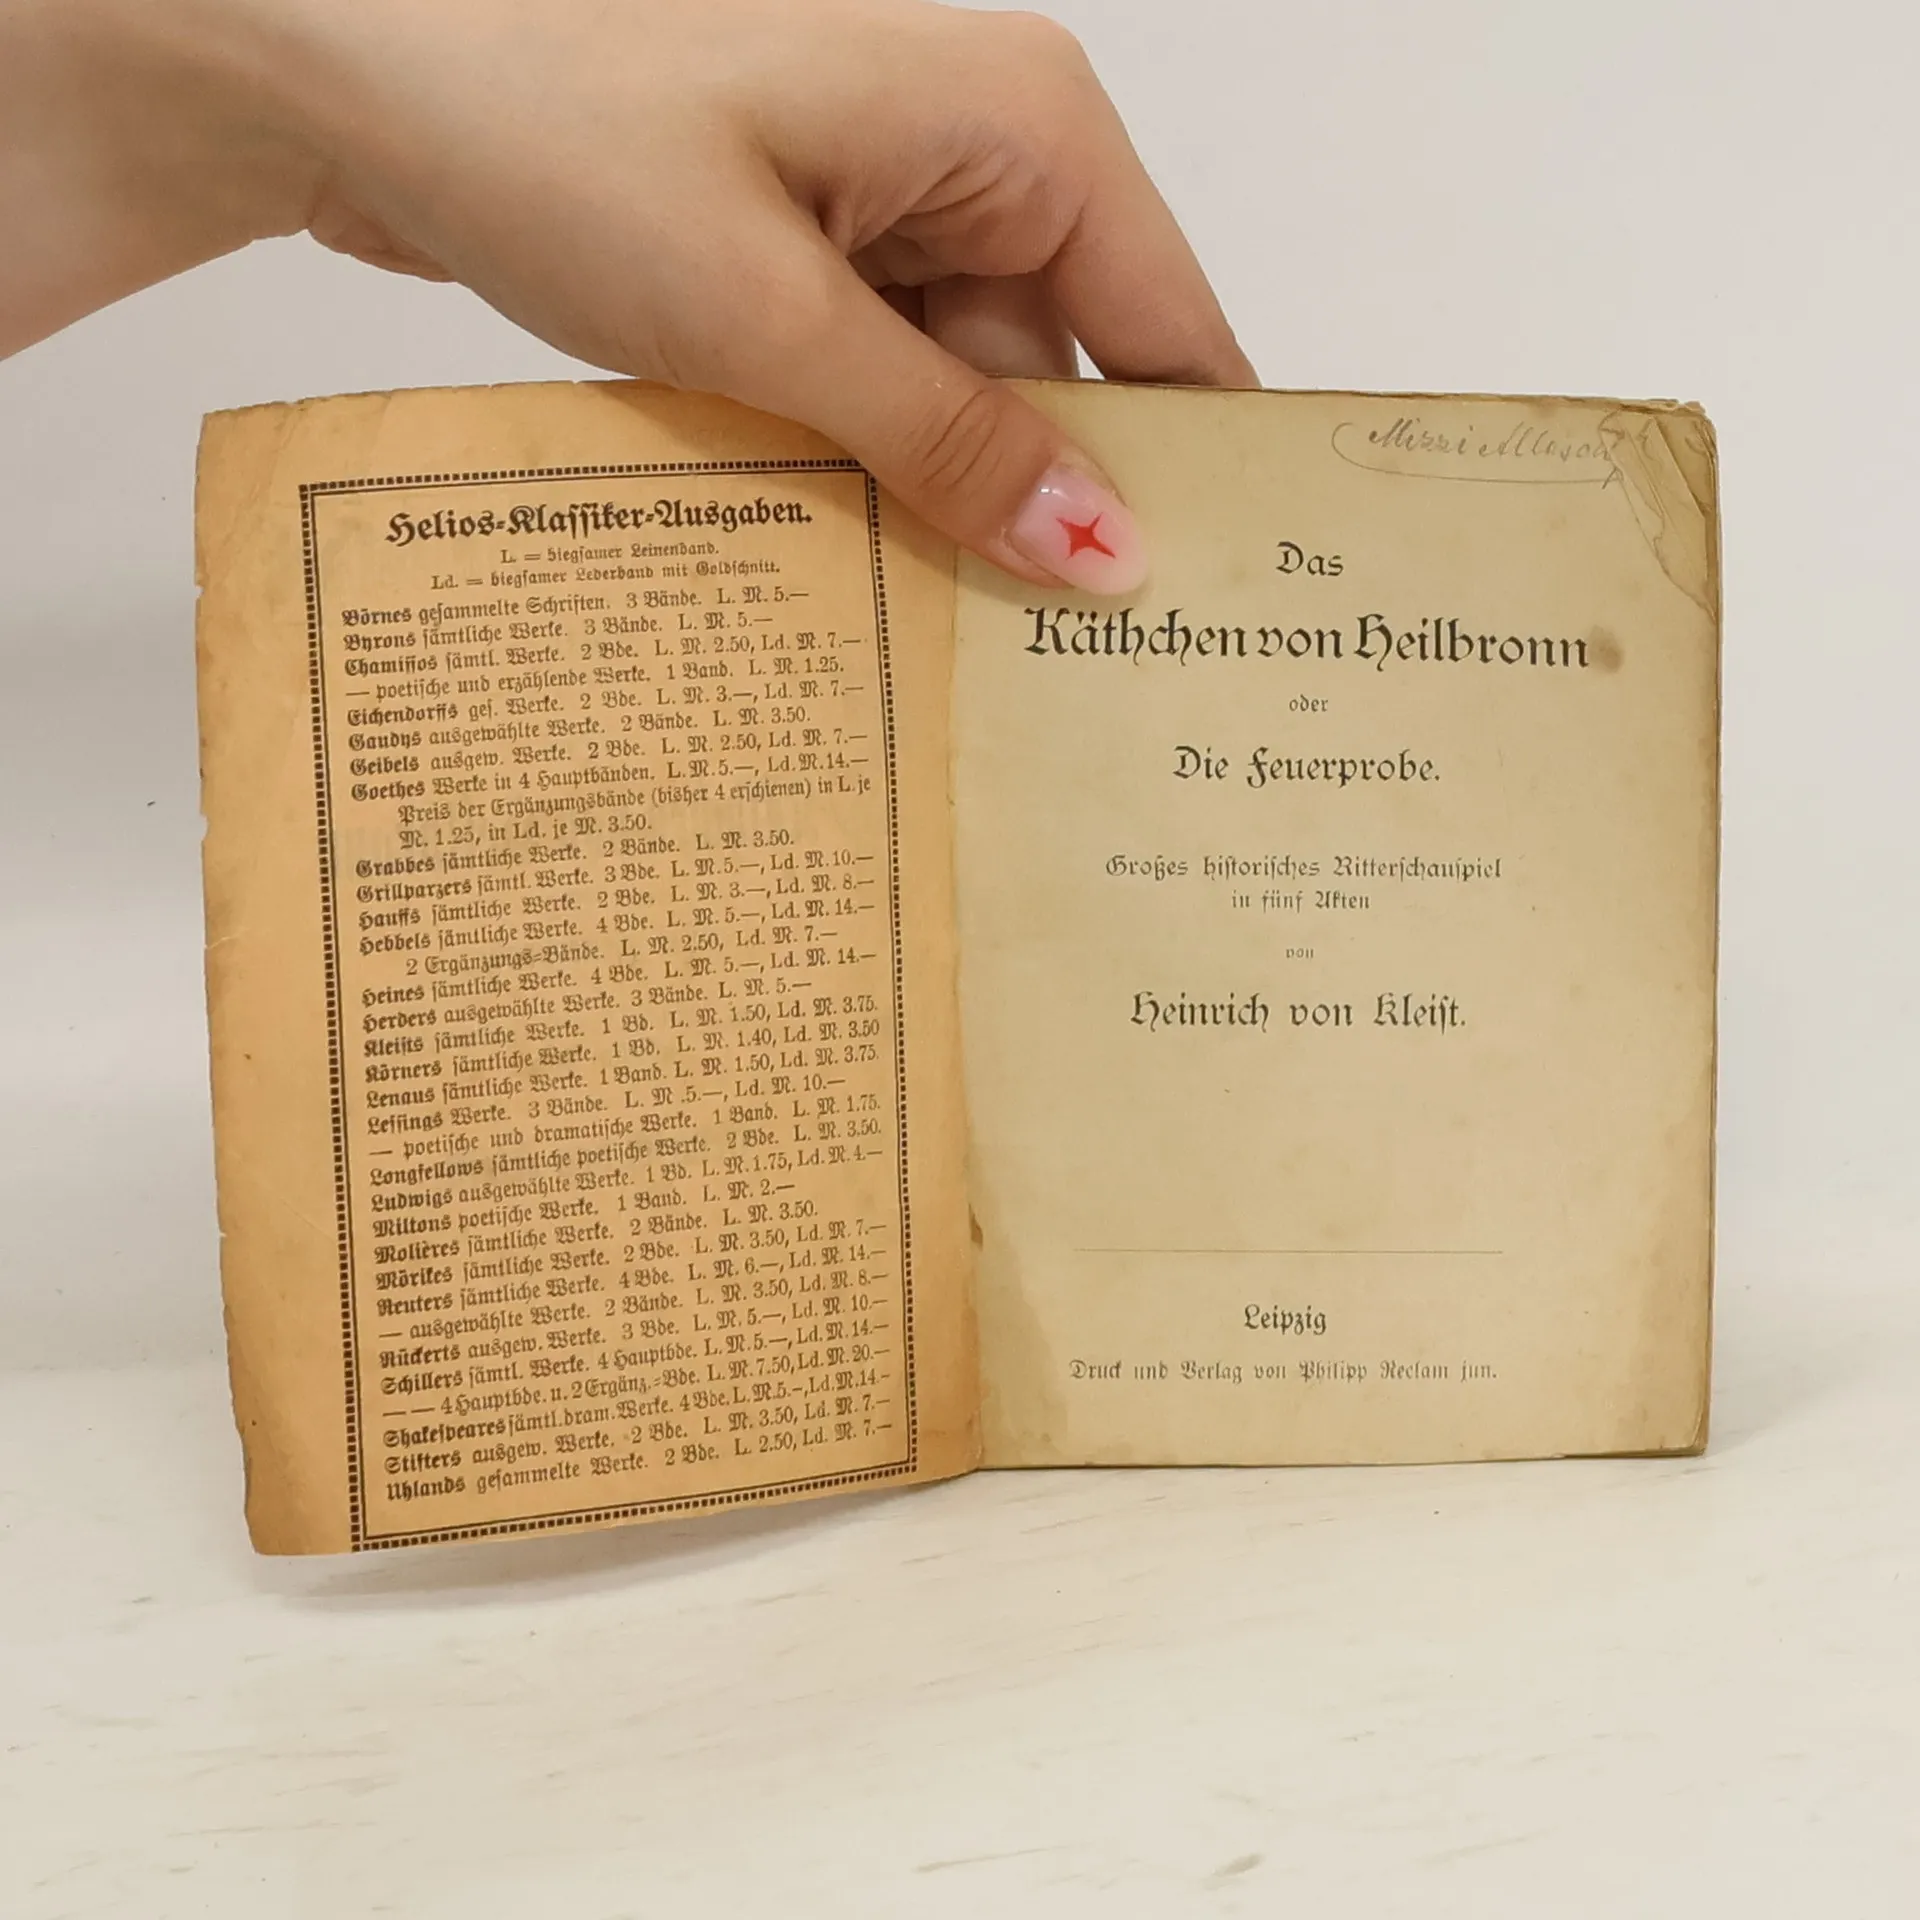 Helios-Klassiker-Ausgaben.
L. = biegsamer Leinenband.
Ld. = biegsamer Lederband mit Goldschnitt.
Börnes gesammelte Schriften. 3 Bände. L. M. 5.—
Byrons sämtliche Werke. 3 Bände. L. M. 5.—
Chamissos sämtl. Werke. 2 Bde. L. M. 2.50, Ld. M. 7.—
— poetische und erzählende Werke. 1 Band. L. M. 1.25.
Eichendorffs ges. Werke. 2 Bde. L. M. 3.—, Ld. M. 7.—
Gaudys ausgewählte Werke. 2 Bände. L. M. 3.50.
Geibels ausgew. Werke. 2 Bde. L. M. 2.50, Ld. M. 7.—
Goethes Werke in 4 Hauptbänden. L. M. 5.—, Ld. M. 14.—
Preis der Ergänzungsbände (bisher 4 erschienen) in L. je
M. 1.25, in Ld. je M. 3.50.
Grabbes sämtliche Werke. 2 Bände. L. M. 3.50.
Grillparzers sämtl. Werke. 3 Bde. L. M. 5.—, Ld. M. 10.—
Hauffs sämtliche Werke. 2 Bde. L. M. 3.—, Ld. M. 8.—
Hebbels sämtliche Werke. 4 Bde. L. M. 5.—, Ld. M. 14.—
2 Ergänzungs-Bände. L. M. 2.50, Ld. M. 7.—
Heines sämtliche Werke. 4 Bde. L. M. 5.—, Ld. M. 14.—
Herders ausgewählte Werke. 3 Bände. L. M. 5.—
Kleists sämtliche Werke. 1 Bd. L. M. 1.50, Ld. M. 3.75.
Körners sämtliche Werke. 1 Bd. L. M. 1.40, Ld. M. 3.50
Lenaus sämtliche Werke. 1 Band. L. M. 1.50, Ld. M. 3.75.
Lessings Werke. 3 Bände. L. M .5.—, Ld. M. 10.—
— poetische und dramatische Werke. 1 Band. L. M. 1.75.
Longfellows sämtliche poetische Werke. 2 Bde. L. M. 3.50.
Ludwigs ausgewählte Werke. 1 Bd. L. M. 1.75, Ld. M. 4.—
Miltons poetische Werke. 1 Band. L. M. 2.—
Molières sämtliche Werke. 2 Bände. L. M. 3.50.
Mörikes sämtliche Werke. 2 Bde. L. M. 3.50, Ld. M. 7.—
Reuters sämtliche Werke. 4 Bde. L. M. 6.—, Ld. M. 14.—
— ausgewählte Werke. 2 Bände. L. M. 3.50, Ld. M. 8.—
Rückerts ausgew. Werke. 3 Bde. L. M. 5.—, Ld. M. 10.—
Schillers sämtl. Werke. 4 Hauptbde. L. M. 5.—, Ld. M. 14.—
— — 4 Hauptbde. u. 2 Ergänz.-Bde. L. M. 7.50, Ld. M. 20.—
Shakespeares sämtl. dram. Werke. 4 Bde. L. M. 5.-, Ld. M. 14.-
Stifters ausgew. Werke. 2 Bde. L. M. 3.50, Ld. M. 7.—
Uhlands gesammelte Werke. 2 Bde. L. 2.50, Ld. M. 7.—
Mizzi
Das
Käthchen von Heilbronn
oder
Die Feuerprobe.
Großes historisches Ritterschauspiel
in fünf Akten
von
Heinrich von Kleist.
Leipzig
Druck und Verlag von Philipp Reclam jun.